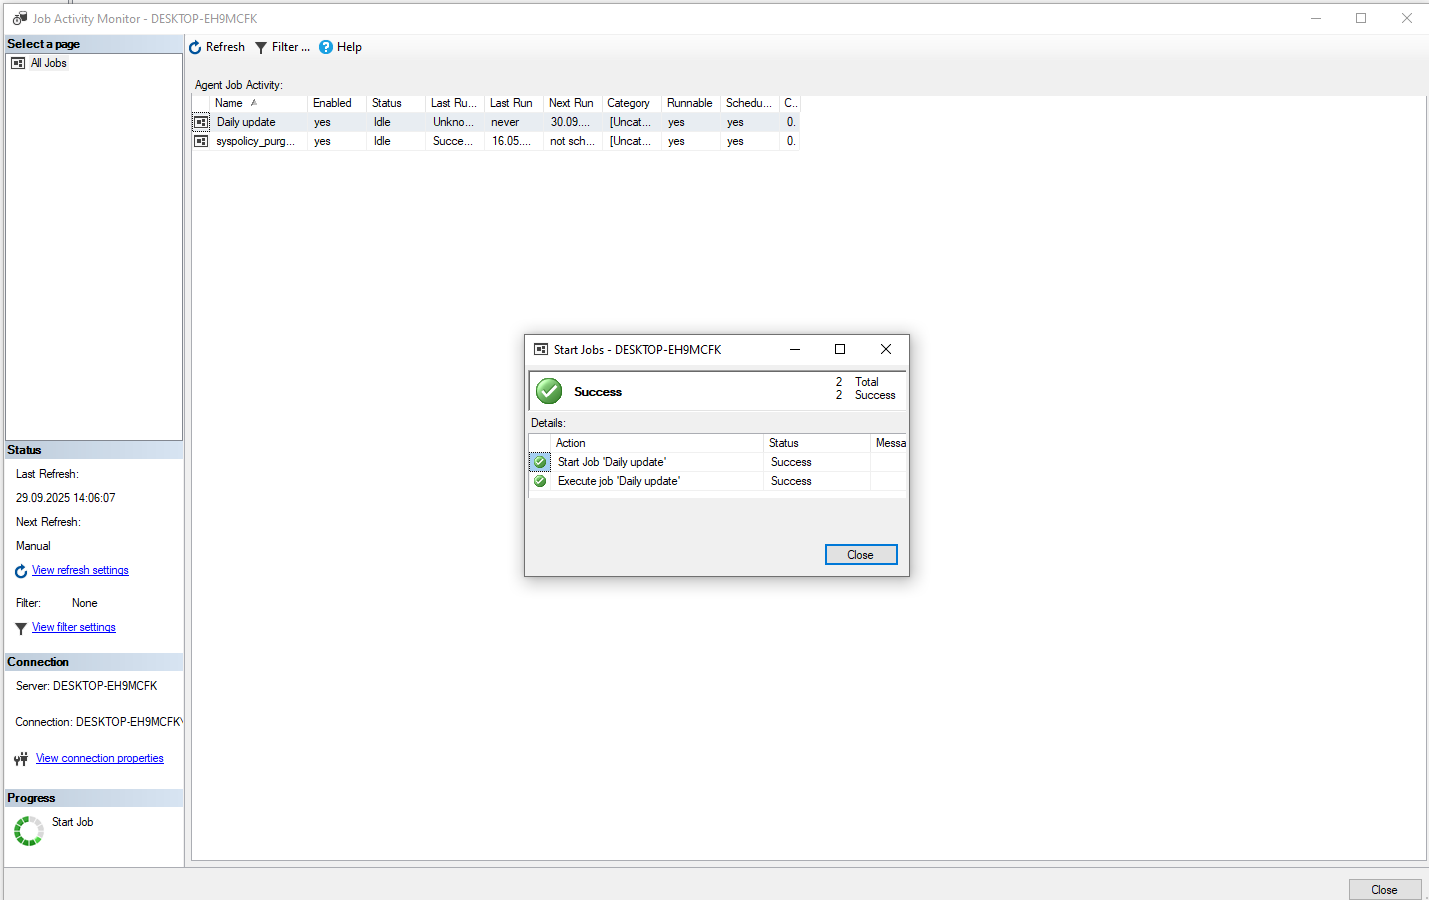 Job Activity Monitor - DESKTOP-EH9MCFK
Select a page
All Jobs
Refresh Filter ... Help
Agent Job Activity:
Name Enabled Status Last Ru... Last Run Next Run Category Runnable Schedu... C..
Daily update yes Idle Unkno... never 30.09.... [Uncat... yes yes 0.
syspolicy_purg... yes Idle Succe... 16.05.... not sch... [Uncat... yes yes 0.
Start Jobs - DESKTOP-EH9MCFK
Success
2 Total
2 Success
Details:
Action Status Messa
Start Job 'Daily update' Success
Execute job 'Daily update' Success
Close
Status
Last Refresh:
29.09.2025 14:06:07
Next Refresh:
Manual
View refresh settings
Filter: None
View filter settings
Connection
Server: DESKTOP-EH9MCFK
Connection: DESKTOP-EH9MCFK\
View connection properties
Progress
Start Job
Close